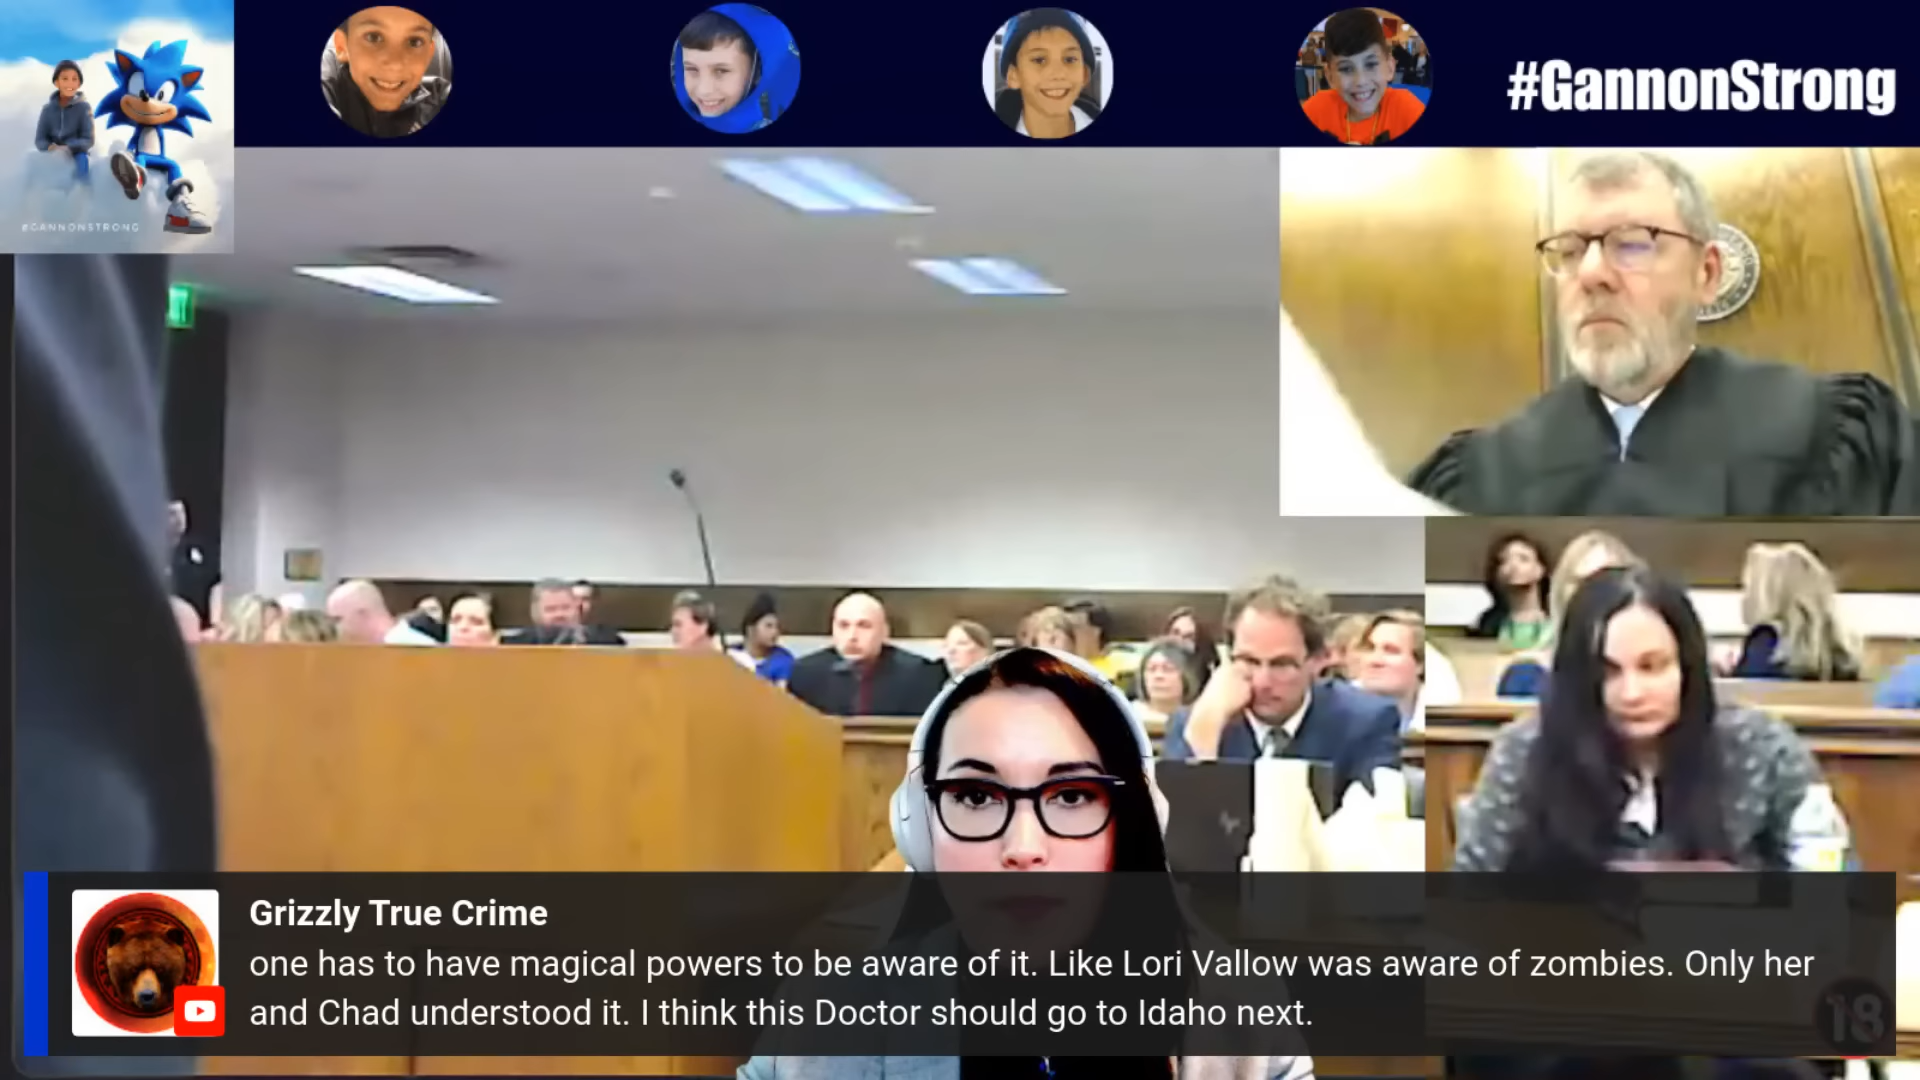 #GannonStrong
#GANNONSTRONG
Grizzly True Crime
one has to have magical powers to be aware of it. Like Lori Vallow was aware of zombies. Only her
and Chad understood it. I think this Doctor should go to Idaho next.
18